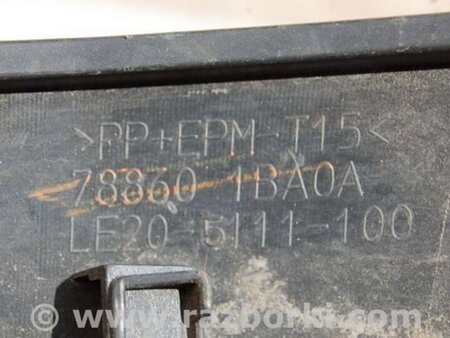 >PP+EPM-T15<
78860 1BA0A
LE20-5111-100
© www.razborki.com